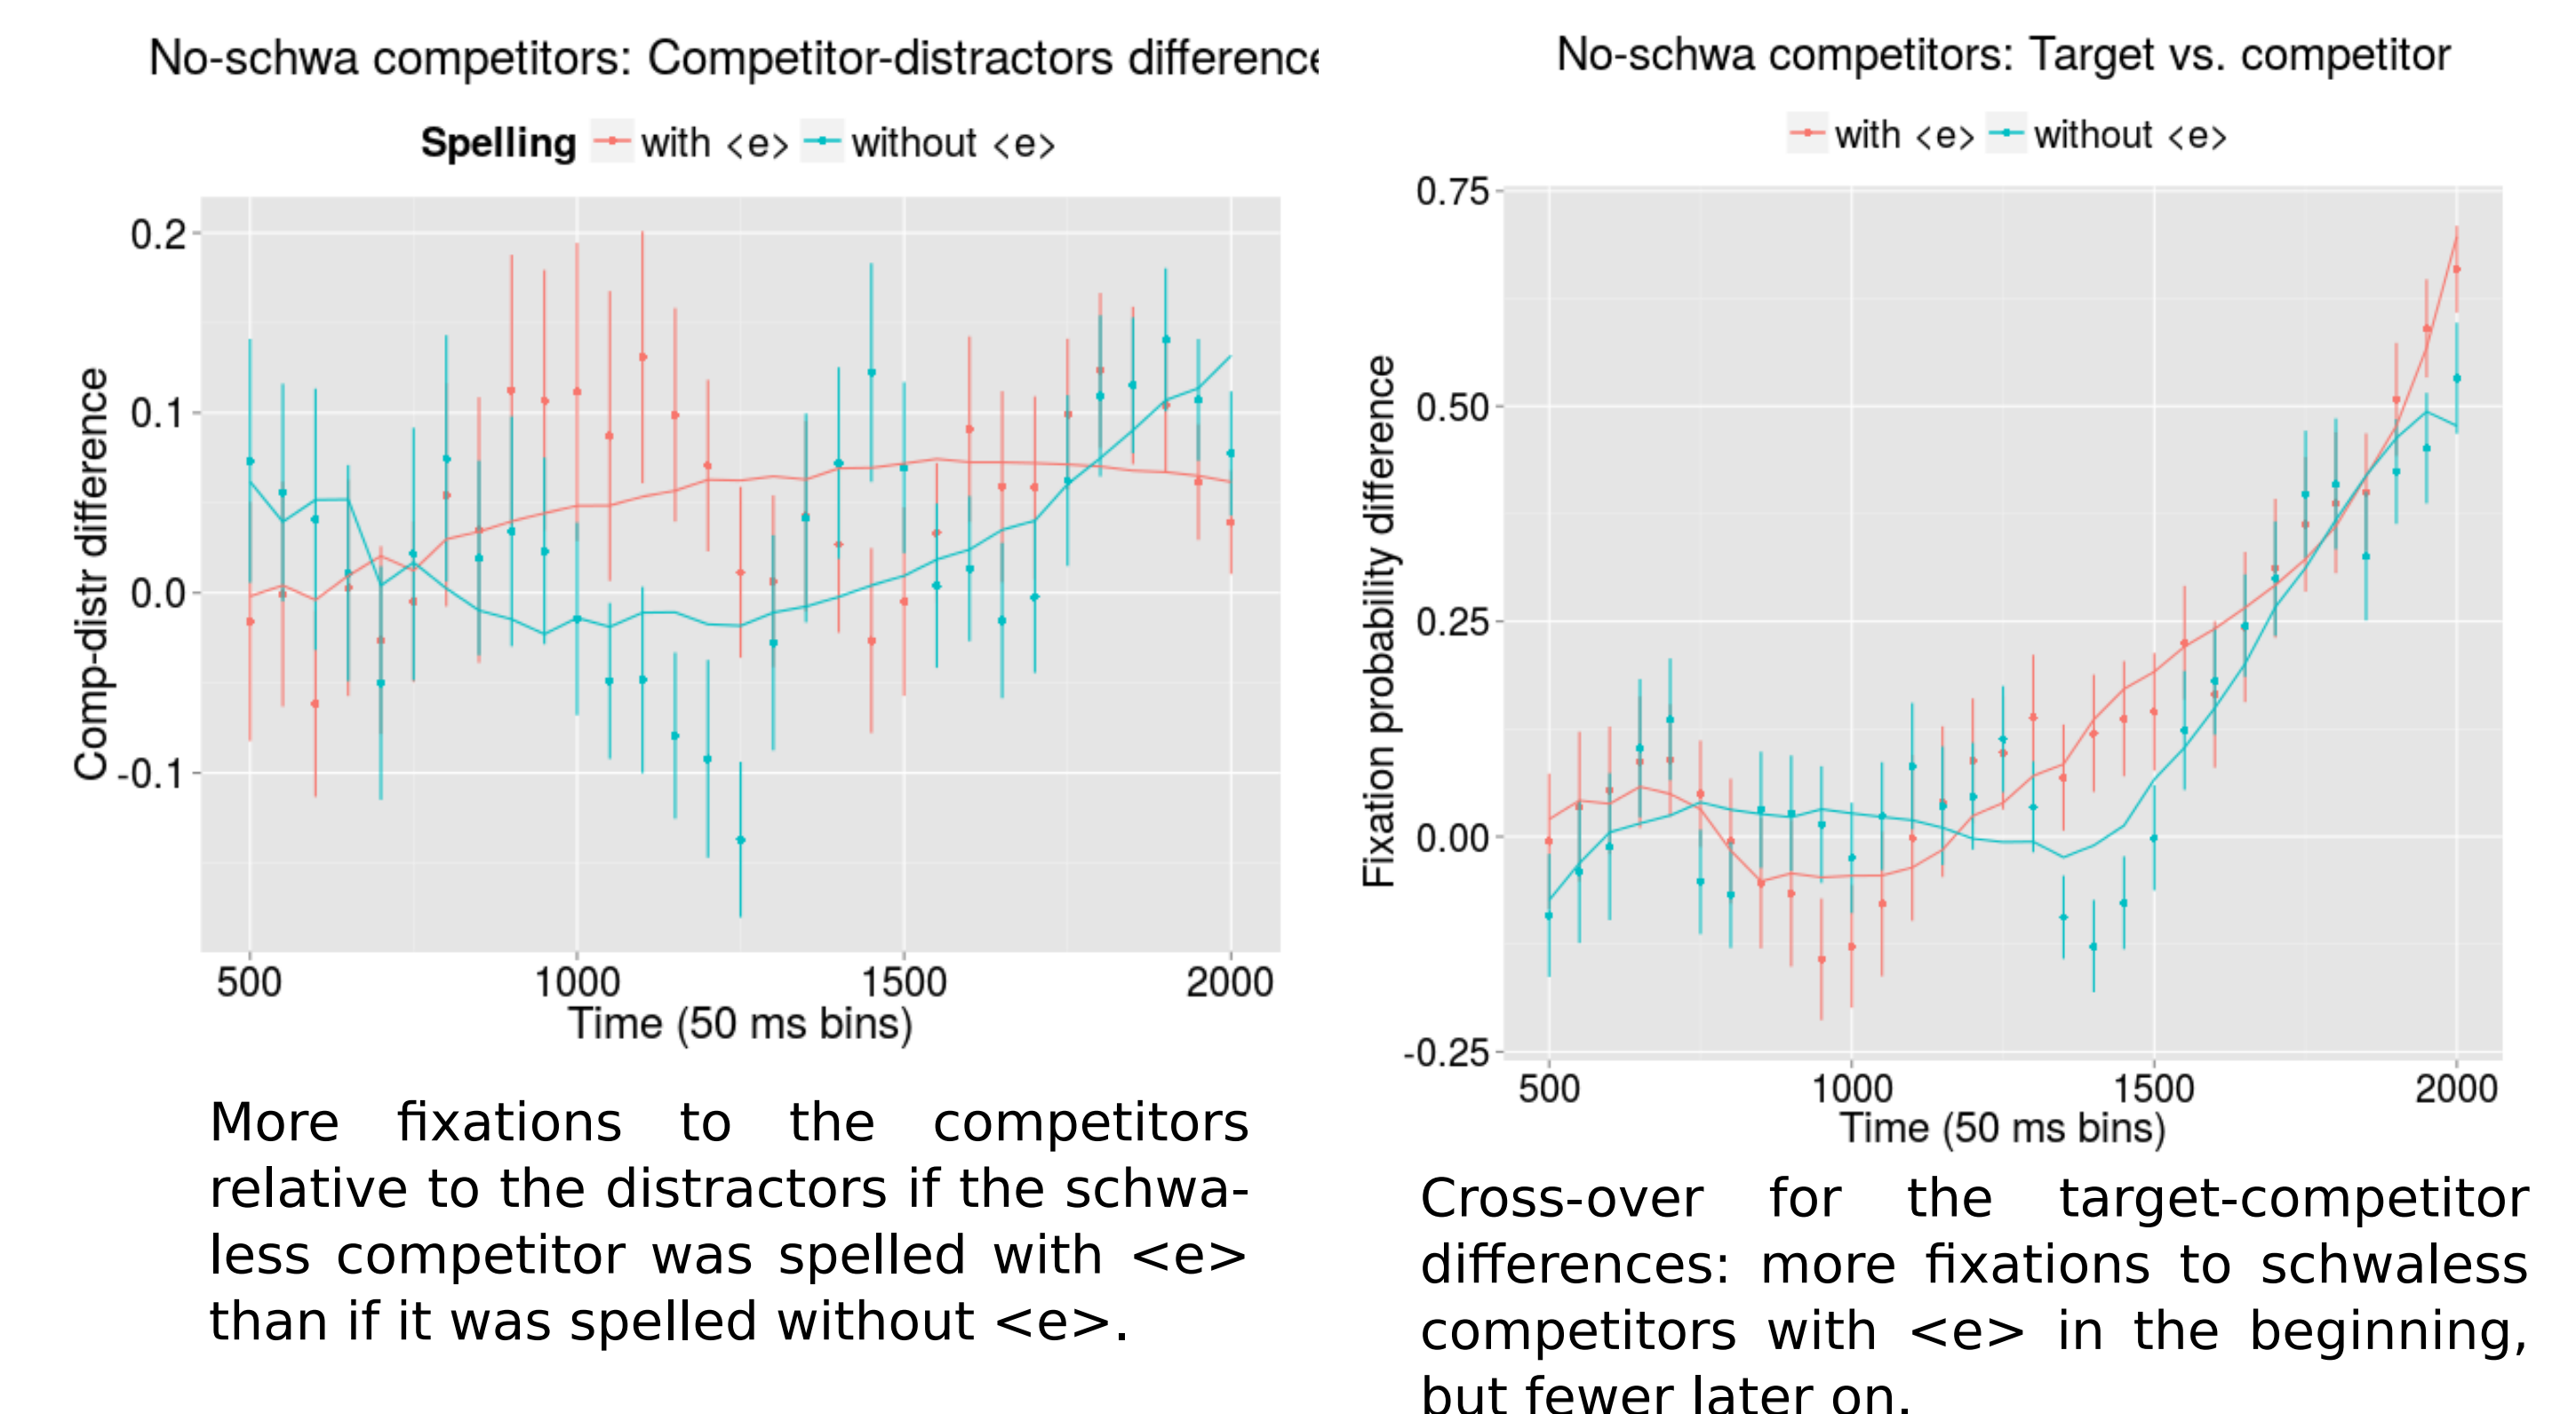 No-schwa competitors: Competitor-distractors difference
Spelling with <e> without <e>
0.2
0.1
0.0
-0.1
Comp-distr difference
500 1000 1500 2000
Time (50 ms bins)
More fixations to the competitors
relative to the distractors if the schwa-
less competitor was spelled with <e>
than if it was spelled without <e>.
No-schwa competitors: Target vs. competitor
with <e> without <e>
0.75
0.50
0.25
0.00
-0.25
Fixation probability difference
500 1000 1500 2000
Time (50 ms bins)
Cross-over for the target-competitor
differences: more fixations to schwaless
competitors with <e> in the beginning,
but fewer later on.